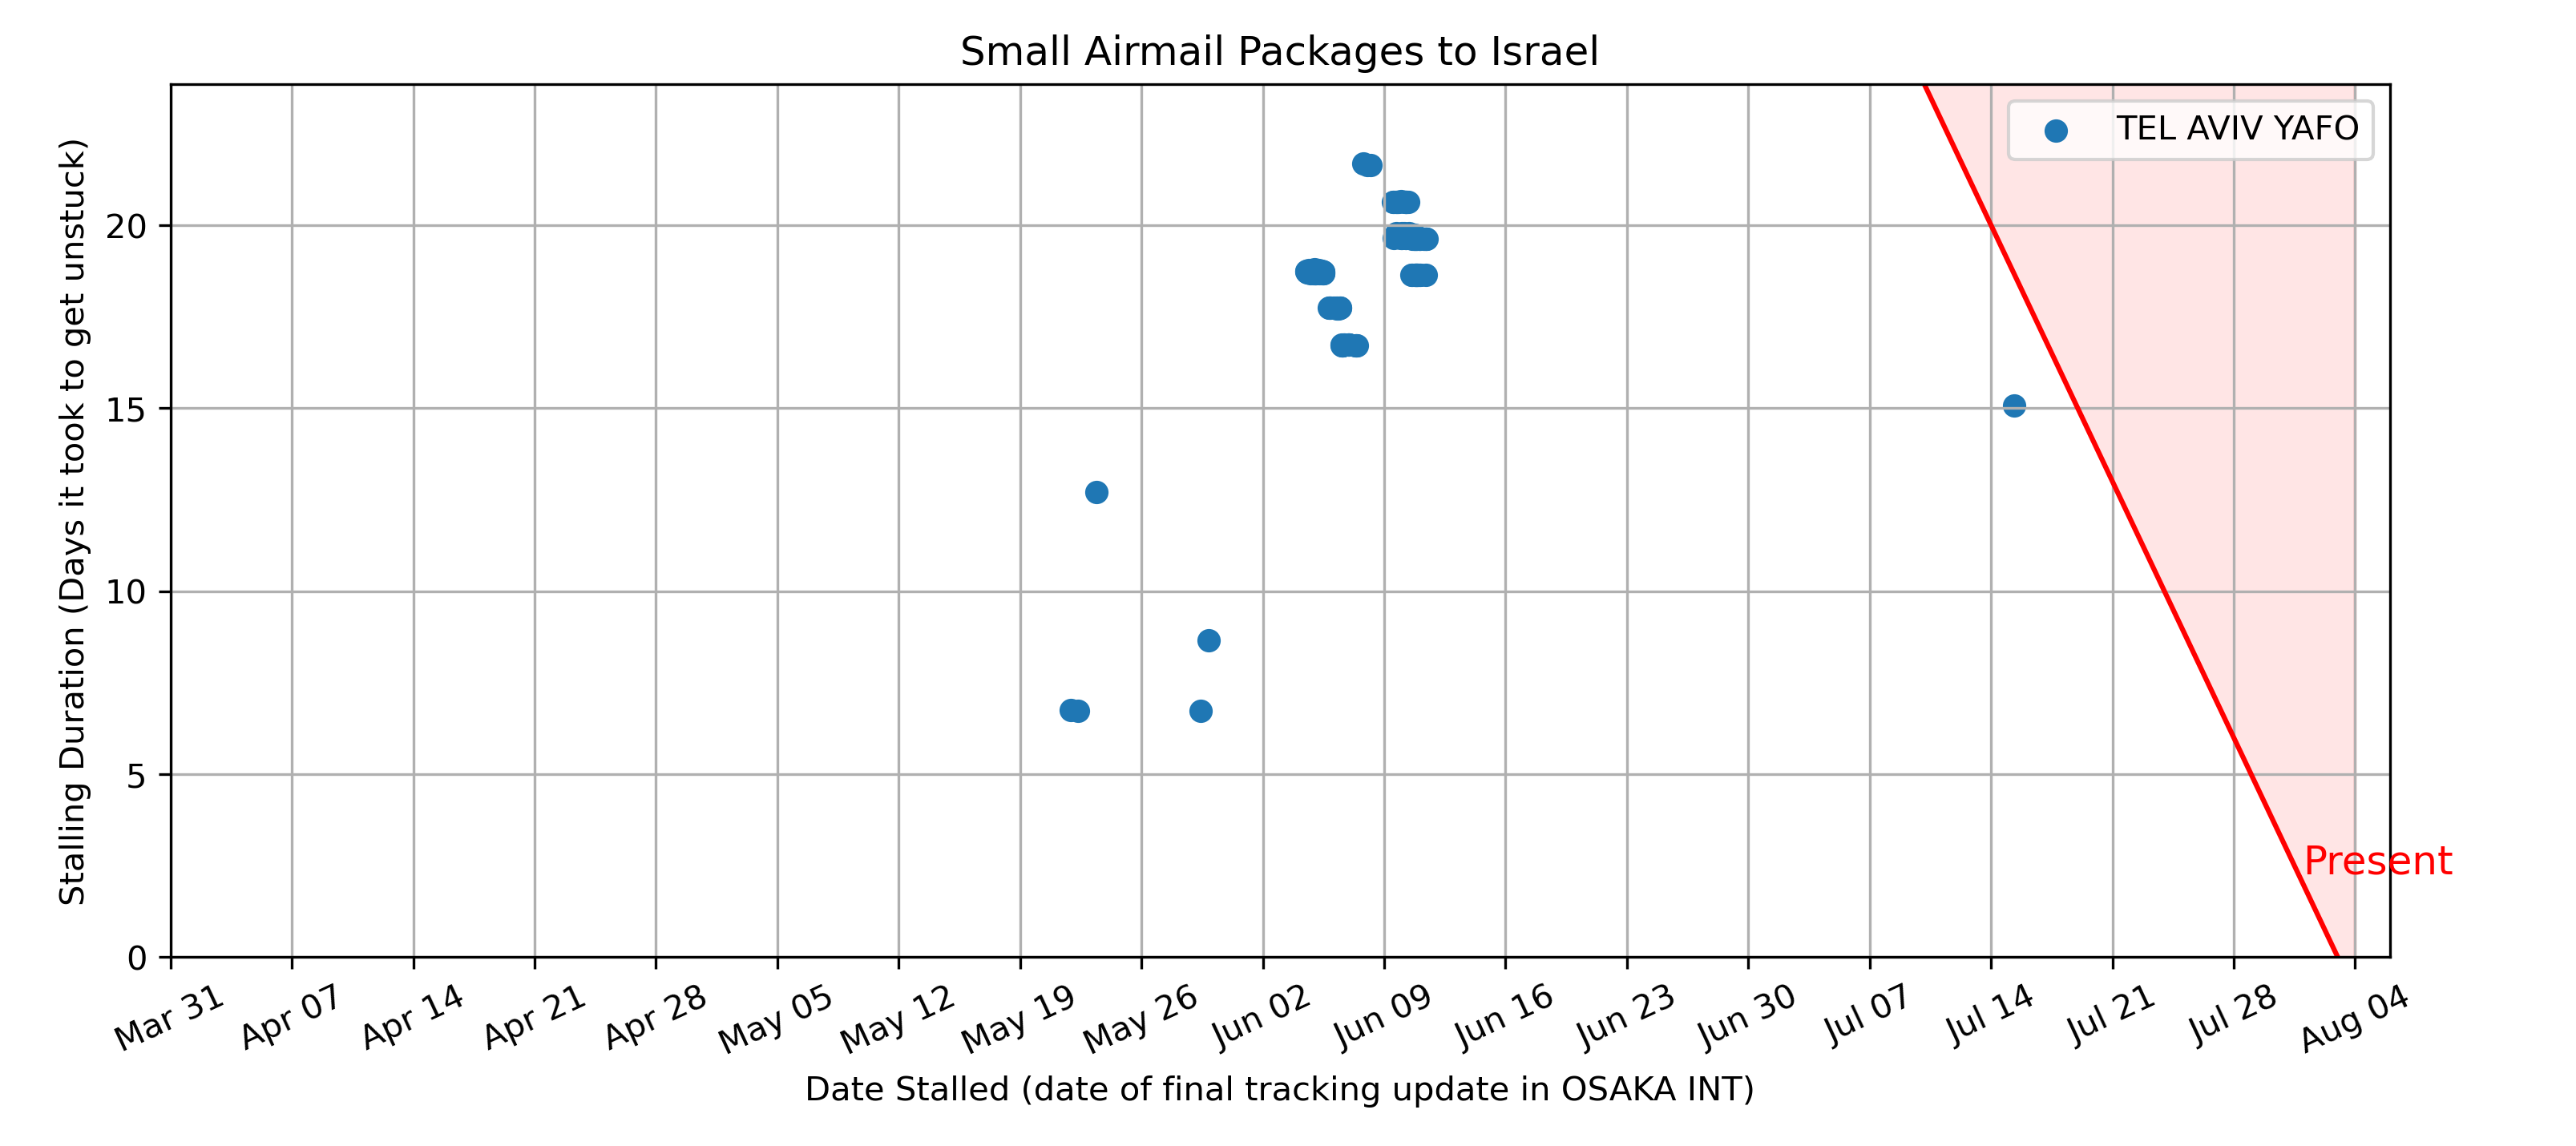 Small Airmail Packages to Israel
TEL AVIV YAFO
Stalling Duration (Days it took to get unstuck)
20
15
10
5
0
Present
Mar 31
Apr 07
Apr 14
Apr 21
Apr 28
May 05
May 12
May 19
May 26
Jun 02
Jun 09
Jun 16
Jun 23
Jun 30
Jul 07
Jul 14
Jul 21
Jul 28
Aug 04
Date Stalled (date of final tracking update in OSAKA INT)